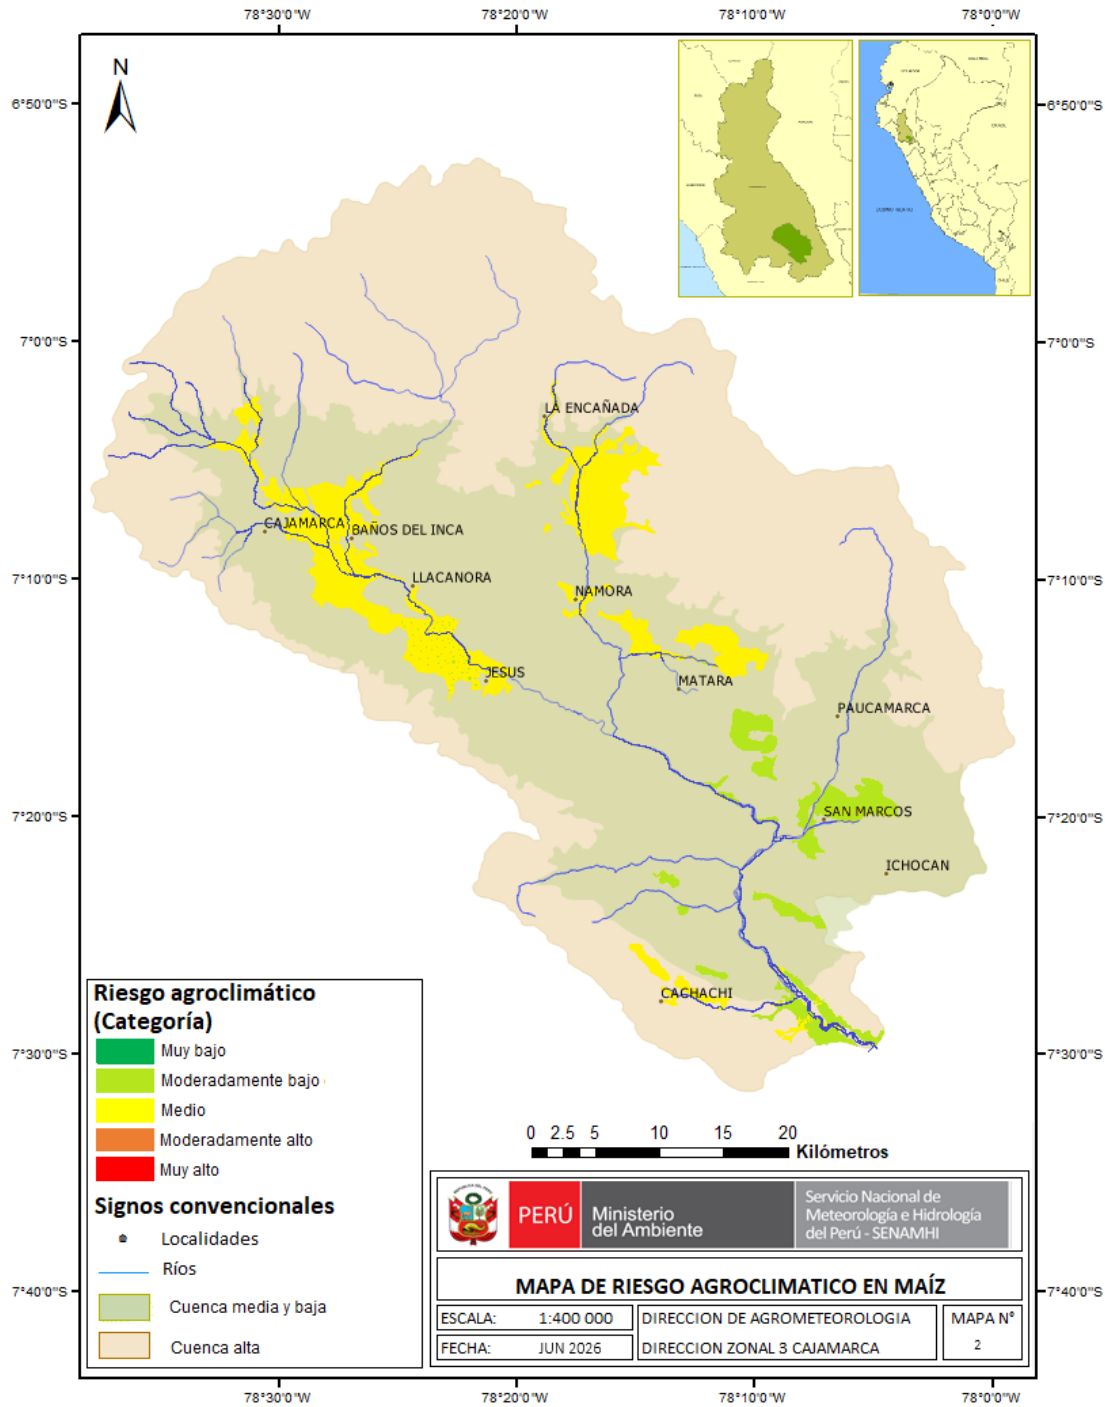 78°30'0"W 78°20'0"W 78°10'0"W 78°0'0"W
N
6°50'0"S 6°50'0"S
7°0'0"S 7°0'0"S
LA ENCAÑADA
CAJAMARCA
BAÑOS DEL INCA
7°10'0"S 7°10'0"S
LLACANORA
NAMORA
JESUS
MATARA
PAUCAMARCA
7°20'0"S 7°20'0"S
SAN MARCOS
ICHOCAN
CACHACHI
7°30'0"S 7°30'0"S
7°40'0"S 7°40'0"S
Riesgo agroclimático
(Categoría)
Muy bajo
Moderadamente bajo
Medio
Moderadamente alto
Muy alto
Signos convencionales
Localidades
Ríos
Cuenca media y baja
Cuenca alta
0 2.5 5 10 15 20
Kilómetros
PERÚ
Ministerio
del Ambiente
Servicio Nacional de
Meteorología e Hidrología
del Perú - SENAMHI
MAPA DE RIESGO AGROCLIMATICO EN MAÍZ
ESCALA: 1:400 000 DIRECCION DE AGROMETEOROLOGIA MAPA N°
FECHA: JUN 2026 DIRECCION ZONAL 3 CAJAMARCA 2
78°30'0"W 78°20'0"W 78°10'0"W 78°0'0"W